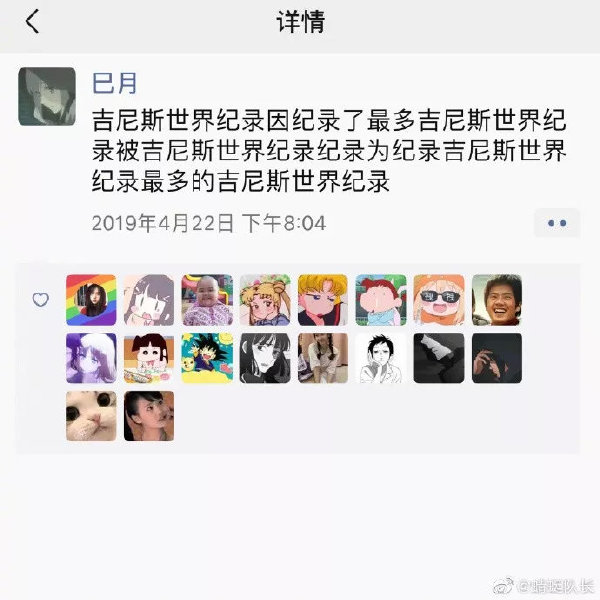 详情
巳月
吉尼斯世界纪录因纪录了最多吉尼斯世界纪
录被吉尼斯世界纪录纪录为纪录吉尼斯世界
纪录最多的吉尼斯世界纪录
2019年4月22日 下午8:04
@蜻蜓队长